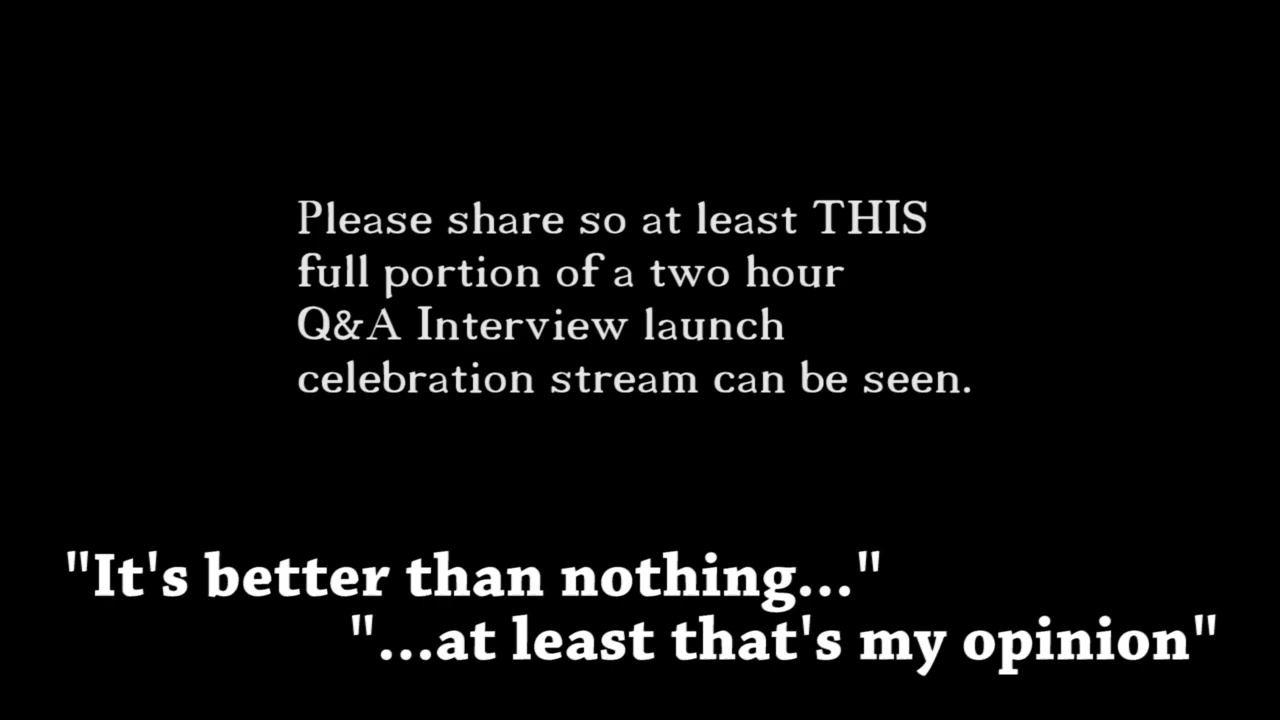 Please share so at least THIS
full portion of a two hour
Q&A Interview launch
celebration stream can be seen.
"It's better than nothing..."
"...at least that's my opinion"